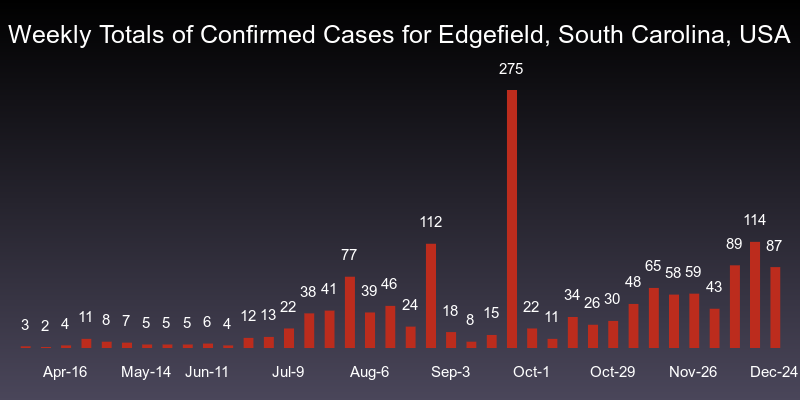 Weekly Totals of Confirmed Cases for Edgefield, South Carolina, USA
3 2 4 11 8 7 5 5 5 6 4 12 13 22 38 41 77 39 46 24 112 18 8 15 275 22 11 34 26 30 48 65 58 59 43 89 114 87
Apr-16 May-14 Jun-11 Jul-9 Aug-6 Sep-3 Oct-1 Oct-29 Nov-26 Dec-24